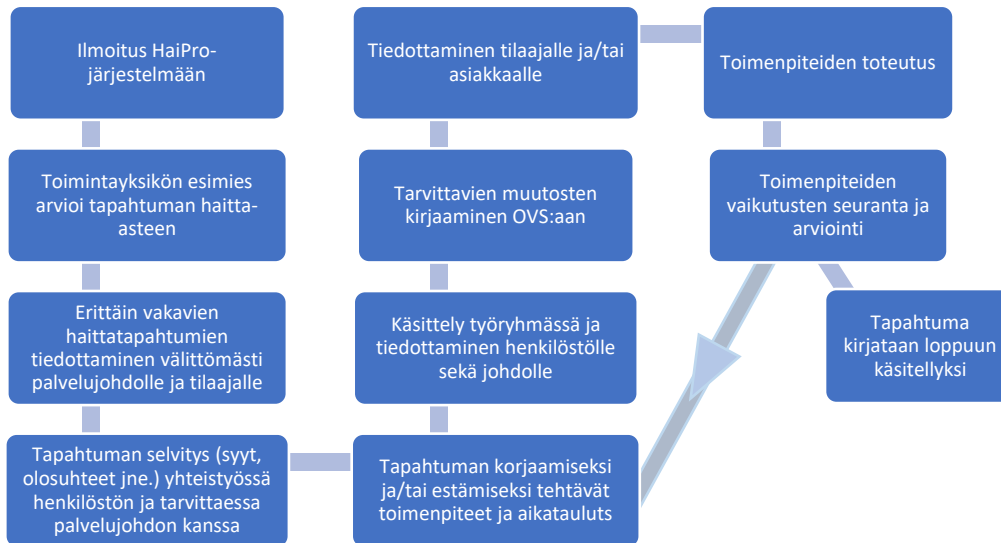 Ilmoitus HaiPro-
järjestelmään
Toimintayksikön esimies
arvioi tapahtuman haitta-
asteen
Erittäin vakavien
haittatapahtumien
tiedottaminen välittömästi
palvelujohdolle ja tilaajalle
Tapahtuman selvitys (syyt,
olosuhteet jne.) yhteistyössä
henkilöstön ja tarvittaessa
palvelujohdon kanssa
Tapahtuman korjaamiseksi
ja/tai estämiseksi tehtävät
toimenpiteet ja aikatauluts
Käsittely työryhmässä ja
tiedottaminen henkilöstölle
sekä johdolle
Tarvittavien muutosten
kirjaaminen OVS:aan
Tiedottaminen tilaajalle ja/tai
asiakkaalle
Toimenpiteiden toteutus
Toimenpiteiden
vaikutusten seuranta ja
arviointi
Tapahtuma
kirjataan loppuun
käsitellyksi